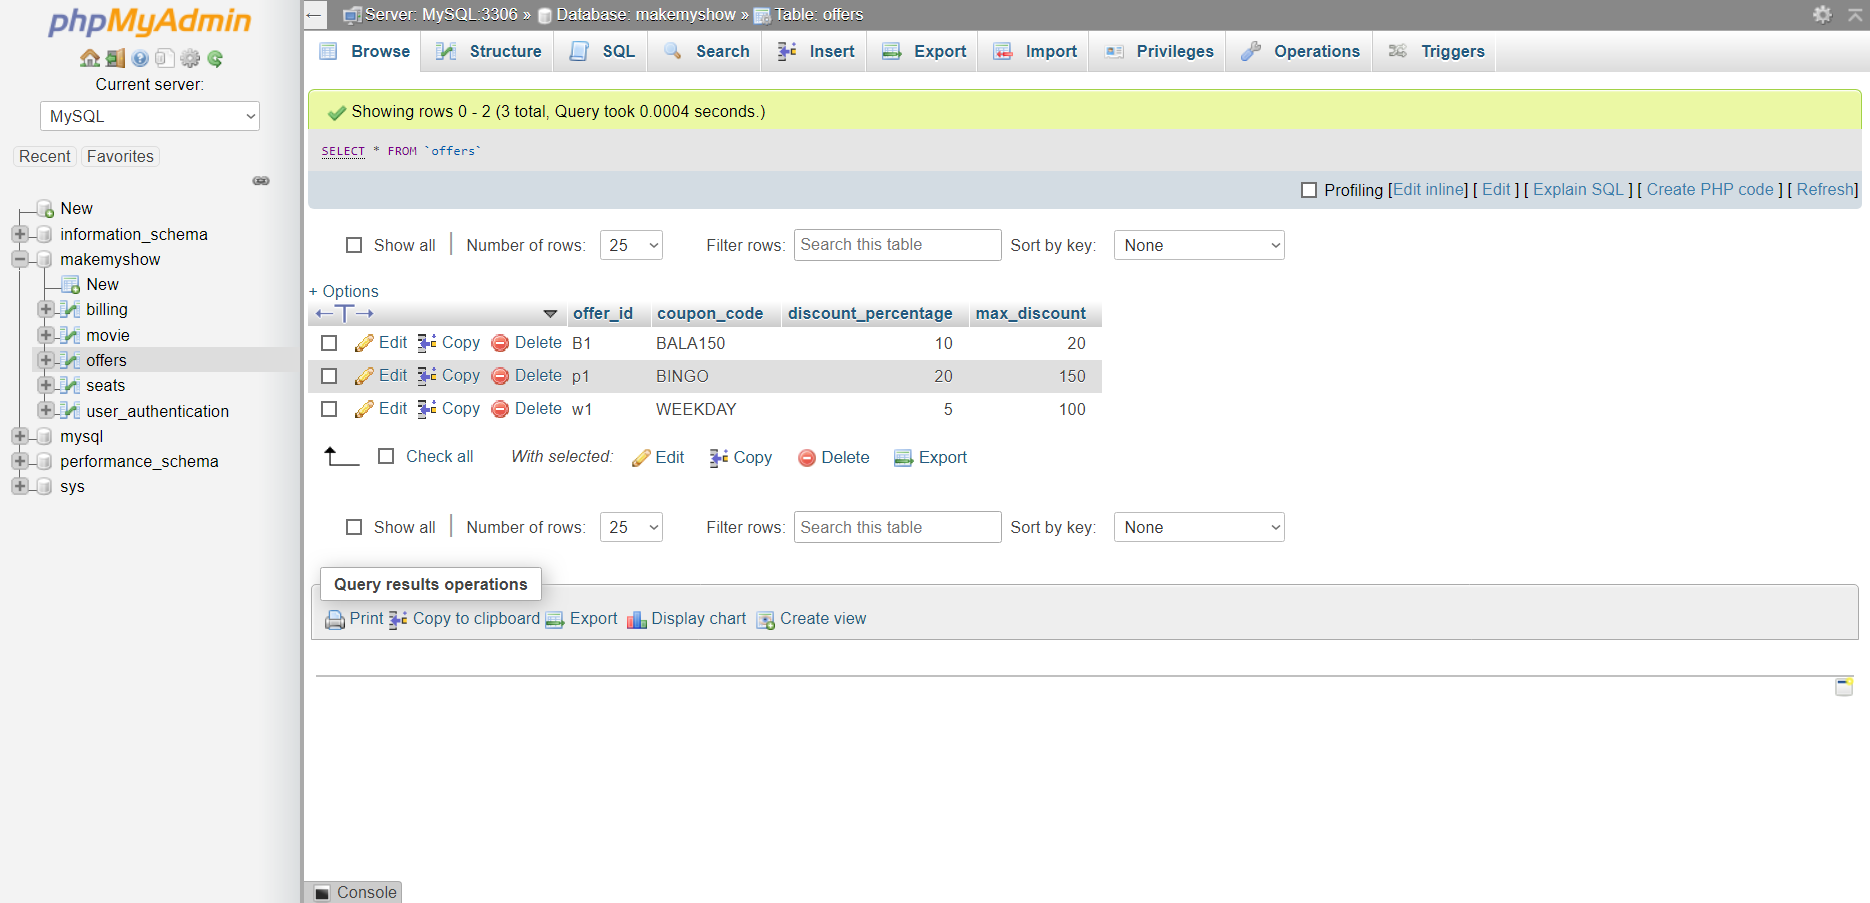 phpMyAdmin
Current server:
MySQL
Recent Favorites
New
information_schema
makemyshow
New
billing
movie
offers
seats
user_authentication
mysql
performance_schema
sys
Server: MySQL:3306 » Database: makemyshow » Table: offers
Browse Structure SQL Search Insert Export Import Privileges Operations Triggers
Showing rows 0 - 2 (3 total, Query took 0.0004 seconds.)
SELECT * FROM `offers`
Profiling [Edit inline] [ Edit ] [ Explain SQL ] [ Create PHP code ] [ Refresh]
Show all | Number of rows: 25 Filter rows: Search this table Sort by key: None
+ Options
←T→ offer_id coupon_code discount_percentage max_discount
Edit Copy Delete B1 BALA150 10 20
Edit Copy Delete p1 BINGO 20 150
Edit Copy Delete w1 WEEKDAY 5 100
Check all With selected: Edit Copy Delete Export
Show all | Number of rows: 25 Filter rows: Search this table Sort by key: None
Query results operations
Print Copy to clipboard Export Display chart Create view
Console